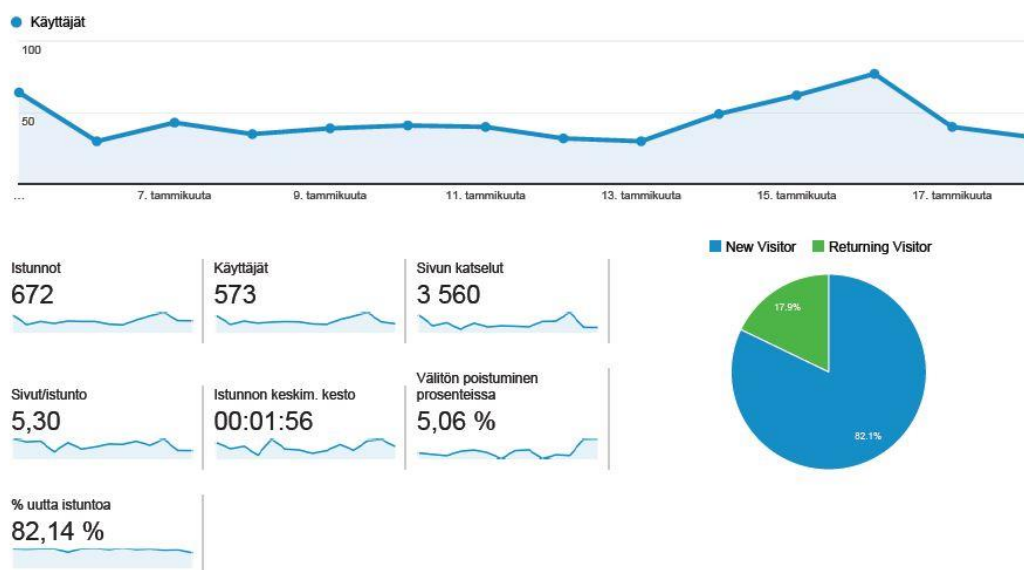 Käyttäjät
100
50
...
7. tammikuuta
9. tammikuuta
11. tammikuuta
13. tammikuuta
15. tammikuuta
17. tammikuuta
New Visitor
Returning Visitor
17.9%
82.1%
Istunnot
672
Käyttäjät
573
Sivun katselut
3 560
Sivut/istunto
5,30
Istunnon keskim. kesto
00:01:56
Välitön poistuminen
prosenteissa
5,06 %
% uutta istuntoa
82,14 %